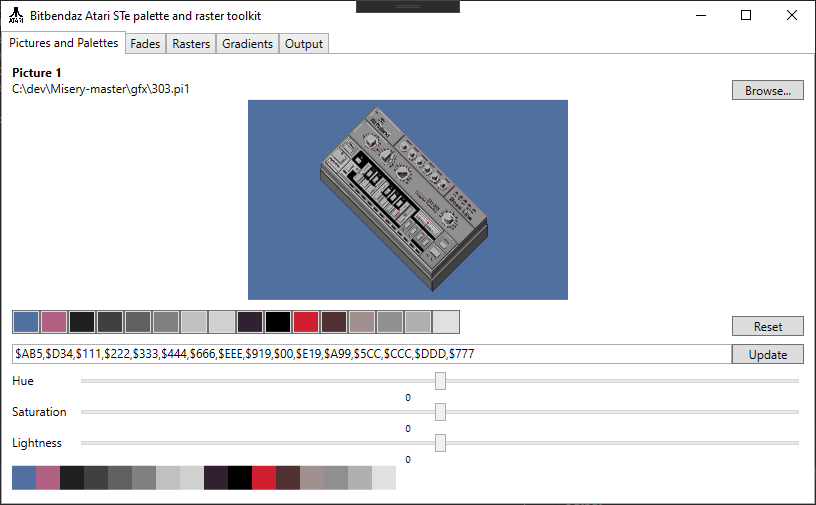 Bitbendaz Atari STe palette and raster toolkit
Pictures and Palettes Fades Rasters Gradients Output
Picture 1
C:\dev\Misery-master\gfx\303.pi1
Browse...
Reset
$AB5,$D34,$111,$222,$333,$444,$666,$EEE,$919,$00,$E19,$A99,$5CC,$CCC,$DDD,$777
Update
Hue
0
Saturation
0
Lightness
0